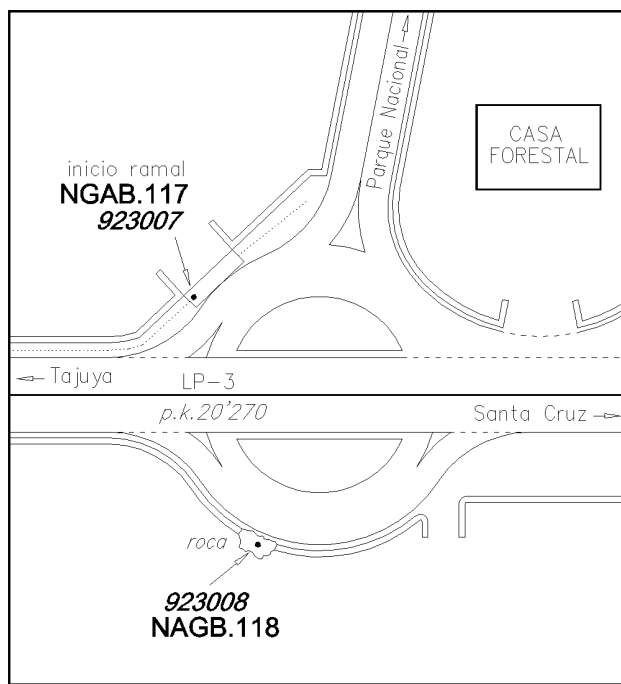 Parque Nacional
CASA
FORESTAL
inicio ramal
NGAB.117
923007
Tajuya
LP-3
p.k.20'270
Santa Cruz
roca
923008
NAGB.118